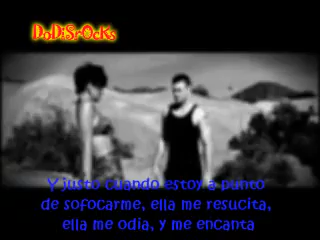 DoDiSrOcKs
Y justo cuando estoy a punto
de sofocarme, ella me resucita,
ella me odia, y me encanta